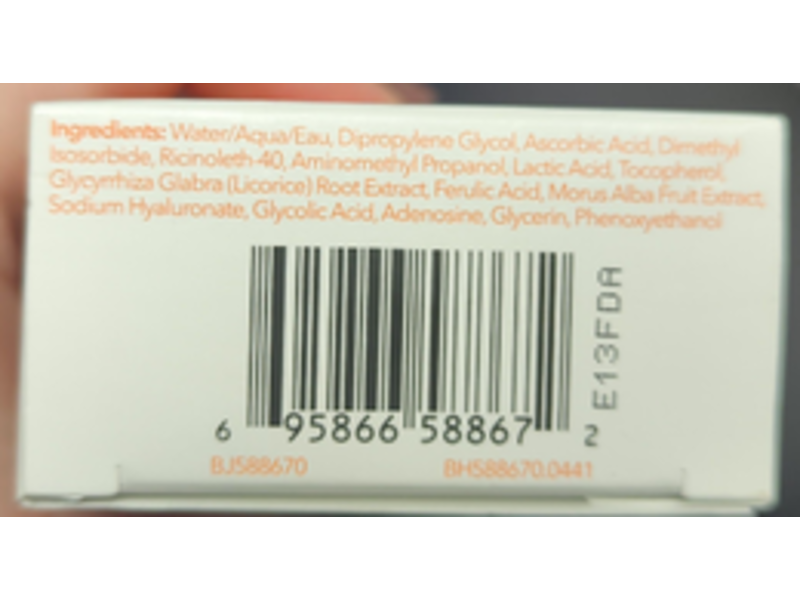 Ingredients: Water/Aqua/Eau, Dipropylene Glycol, Ascorbic Acid, Dimethyl
Isosorbide, Ricinoleth-40, Aminomethyl Propanol, Lactic Acid, Tocopherol,
Glycyrrhiza Glabra (Licorice) Root Extract, Ferulic Acid, Morus Alba Fruit Extract,
Sodium Hyaluronate, Glycolic Acid, Adenosine, Glycerin, Phenoxyethanol
E13FDA
6 95866 58867 2
BJ588670 BH588670.0441